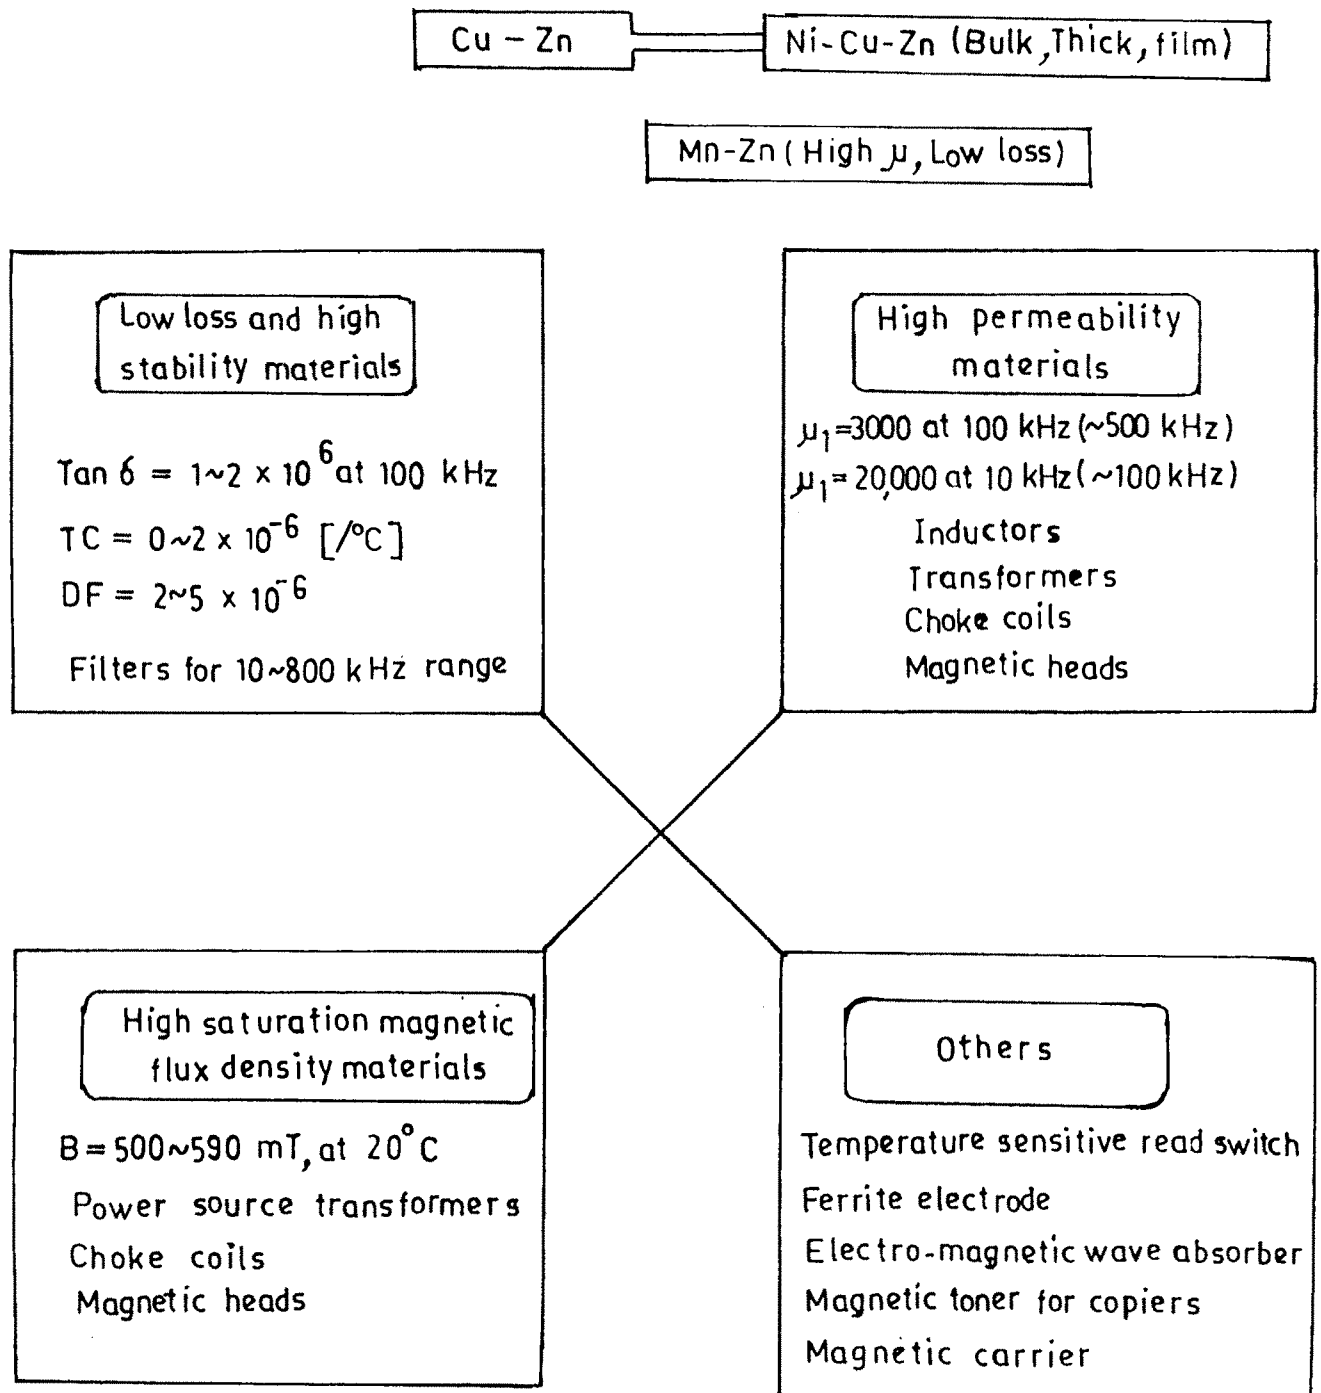 Cu – Zn
Ni-Cu-Zn (Bulk,Thick, film)
Mn-Zn (High μ, Low loss)
Low loss and high
stability materials
Tan δ = 1~2 x 10⁶ at 100 kHz
TC = 0~2 x 10⁻⁶ [/°C]
DF = 2~5 x 10⁻⁶
Filters for 10~800 kHz range
High permeability
materials
μ₁=3000 at 100 kHz (~500 kHz)
μ₁=20,000 at 10 kHz (~100 kHz)
Inductors
Transformers
Choke coils
Magnetic heads
High saturation magnetic
flux density materials
B = 500~590 mT, at 20°C
Power source transformers
Choke coils
Magnetic heads
Others
Temperature sensitive read switch
Ferrite electrode
Electro-magnetic wave absorber
Magnetic toner for copiers
Magnetic carrier